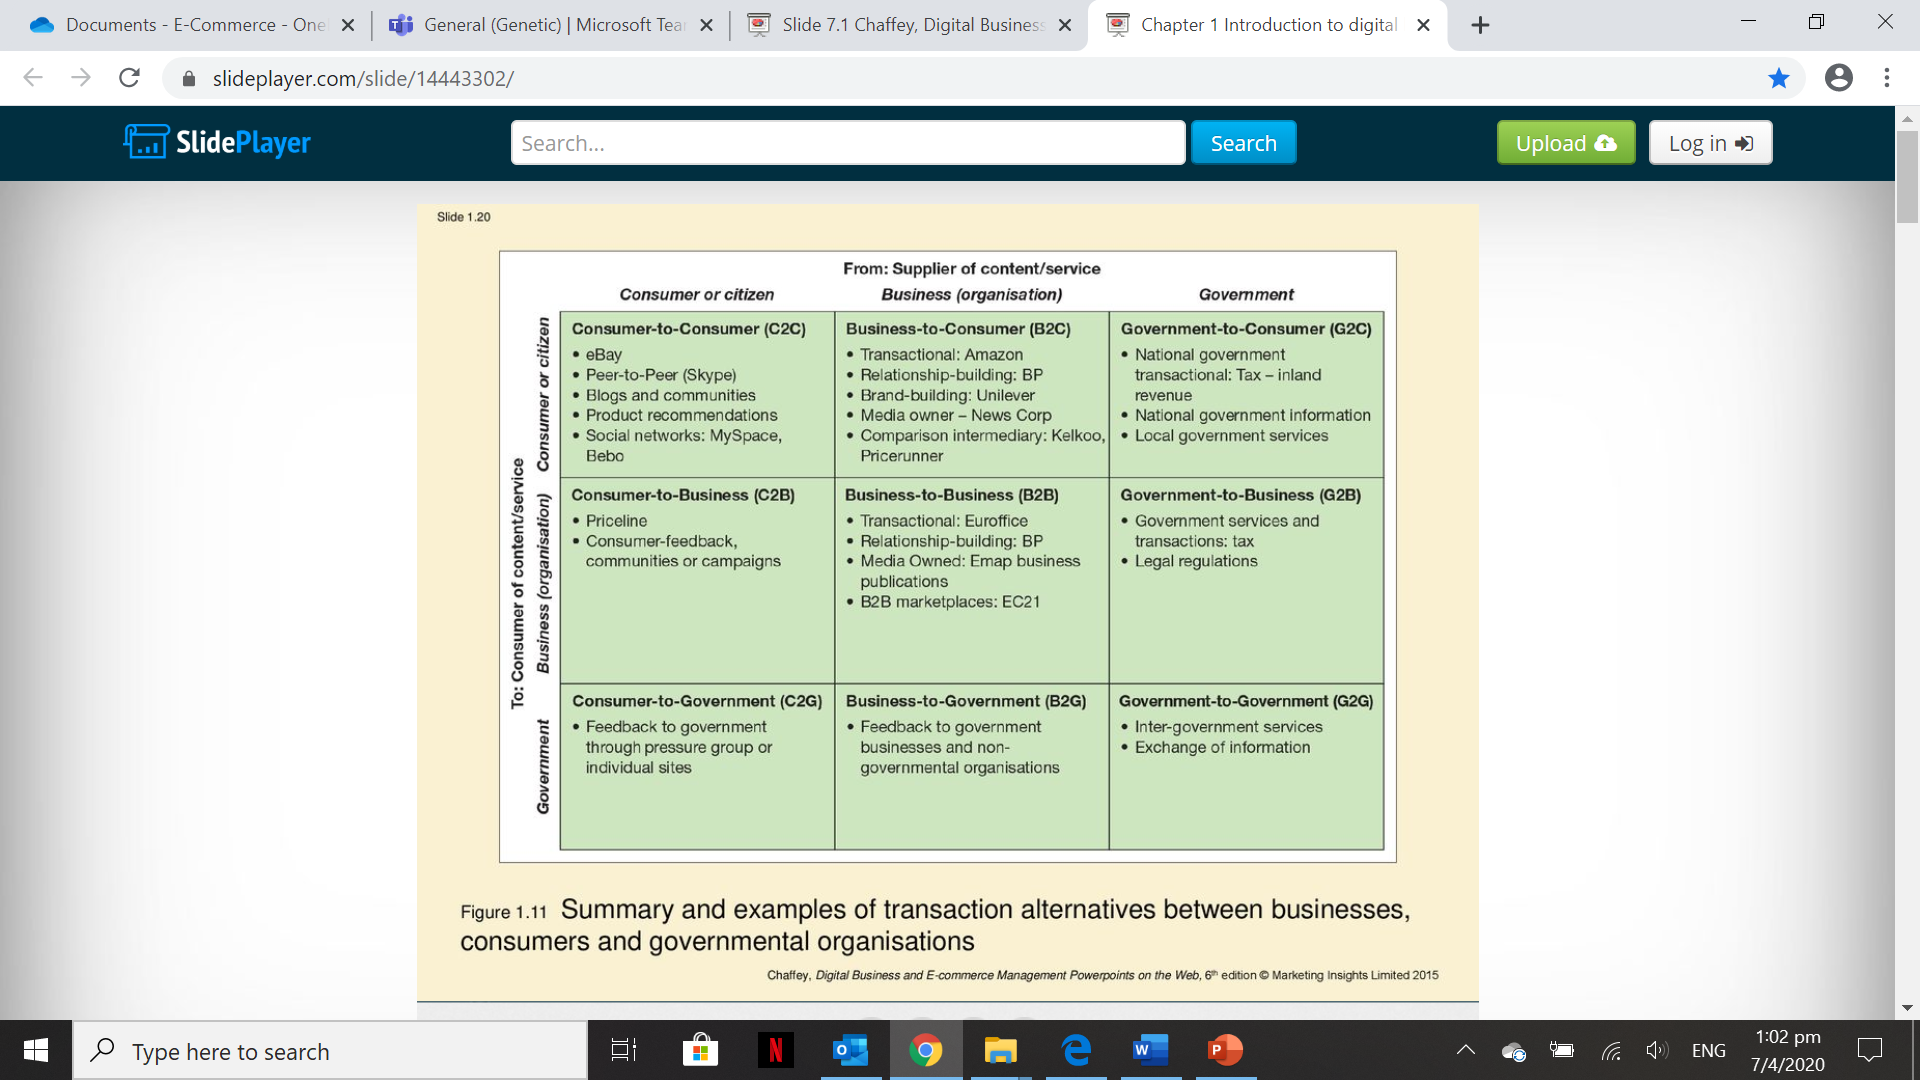 Documents - E-Commerce - One
General (Genetic) | Microsoft Tea
Slide 7.1 Chaffey, Digital Business
Chapter 1 Introduction to digital
slideplayer.com/slide/14443302/
SlidePlayer
Search...
Search
Upload
Log in
Slide 1.20
From: Supplier of content/service
Consumer or citizen
Business (organisation)
Government
To: Consumer of content/service
Consumer or citizen
Consumer-to-Consumer (C2C)
• eBay
• Peer-to-Peer (Skype)
• Blogs and communities
• Product recommendations
• Social networks: MySpace,
Bebo
Business-to-Consumer (B2C)
• Transactional: Amazon
• Relationship-building: BP
• Brand-building: Unilever
• Media owner – News Corp
• Comparison intermediary: Kelkoo,
Pricerunner
Government-to-Consumer (G2C)
• National government
transactional: Tax – inland
revenue
• National government information
• Local government services
Business (organisation)
Consumer-to-Business (C2B)
• Priceline
• Consumer-feedback,
communities or campaigns
Business-to-Business (B2B)
• Transactional: Euroffice
• Relationship-building: BP
• Media Owned: Emap business
publications
• B2B marketplaces: EC21
Government-to-Business (G2B)
• Government services and
transactions: tax
• Legal regulations
Government
Consumer-to-Government (C2G)
• Feedback to government
through pressure group or
individual sites
Business-to-Government (B2G)
• Feedback to government
businesses and non-
governmental organisations
Government-to-Government (G2G)
• Inter-government services
• Exchange of information
Figure 1.11 Summary and examples of transaction alternatives between businesses,
consumers and governmental organisations
Chaffey, Digital Business and E-commerce Management Powerpoints on the Web, 6th edition © Marketing Insights Limited 2015
Type here to search
N
O
W
P
ENG
1:02 pm
7/4/2020